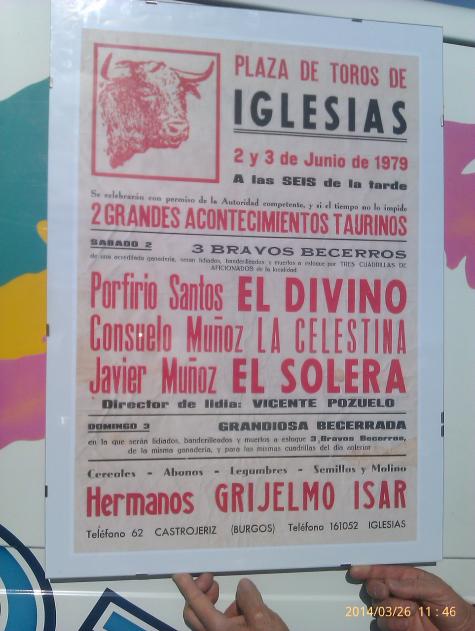 PLAZA DE TOROS DE
IGLESIAS
2 y 3 de Junio de 1979
A las SEIS de la tarde
Se celebrarán con permiso de la Autoridad competente, y si el tiempo no lo impide
2 GRANDES ACONTECIMIENTOS TAURINOS
SABADO 2 3 BRAVOS BECERROS
de una acreditada ganadería, serán lidiados, banderilleados y muertos a estoque por TRES CUADRILLAS DE
AFICIONADOS de la localidad
Porfirio Santos EL DIVINO
Consuelo Muñoz LA CELESTINA
Javier Muñoz EL SOLERA
Director de lidia: VICENTE POZUELO
DOMINGO 3 GRANDIOSA BECERRADA
en la que serán lidiados, banderilleados y muertos a estoque 3 Bravos Becerros,
de la misma ganadería, y para las mismas cuadrillas del día anterior
Cereales - Abonos - Legumbres - Semillas y Molino
Hermanos GRIJELMO ISAR
Teléfono 62 CASTROJERIZ (BURGOS) Teléfono 161052 IGLESIAS
2014/03/26 11:46